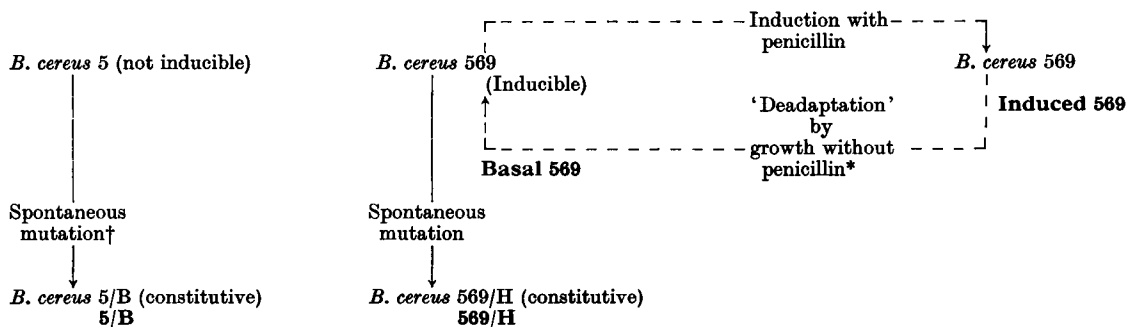 Induction with
penicillin
B. cereus 5 (not inducible)
B. cereus 569
B. cereus 569
(Inducible)
'Deadaptation'
by
growth without
penicillin*
Induced 569
Basal 569
Spontaneous
mutation†
Spontaneous
mutation
B. cereus 5/B (constitutive)
5/B
B. cereus 569/H (constitutive)
569/H